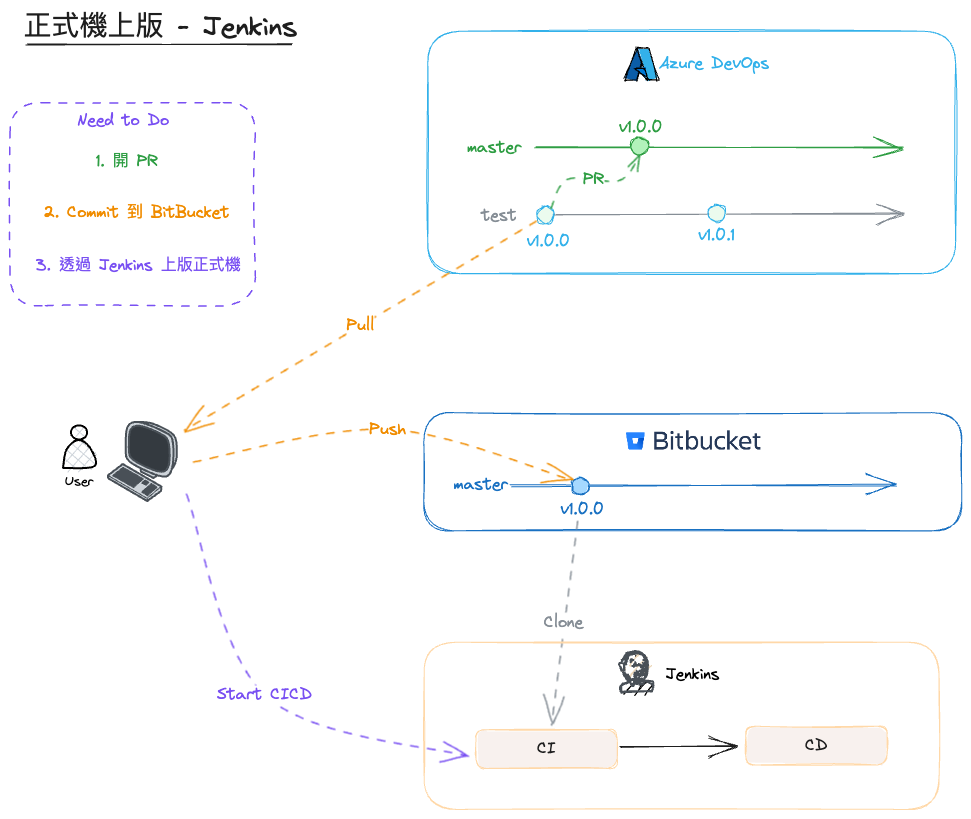 正式機上版 - Jenkins
Need to Do
1. 開 PR
2. Commit 到 BitBucket
3. 透過 Jenkins 上版正式機
Azure DevOps
v1.0.0
master
PR
test
v1.0.0
v1.0.1
Pull
Push
User
Bitbucket
master
v1.0.0
Clone
Start CICD
Jenkins
CI
CD